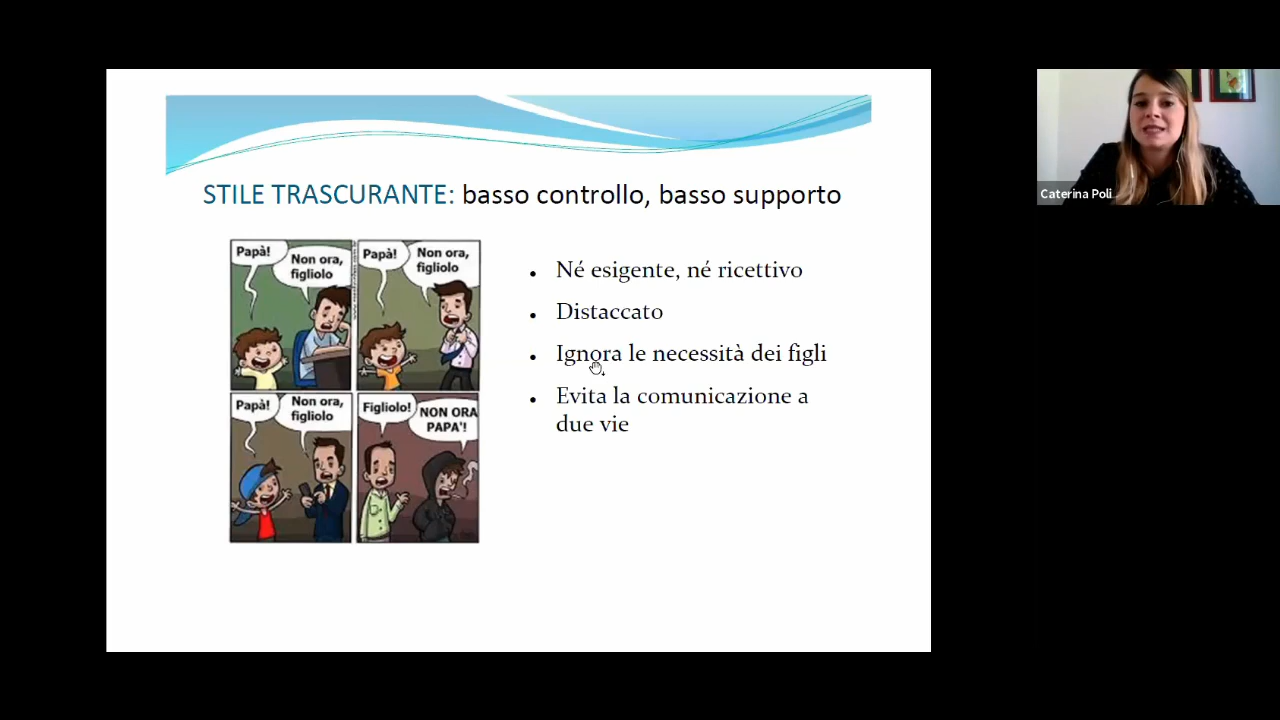 STILE TRASCURANTE: basso controllo, basso supporto
Papà!
Non ora,
figliolo
Papà!
Non ora,
figliolo
Papà!
Non ora,
figliolo
Figliolo!
NON ORA
PAPA'!
• Né esigente, né ricettivo
• Distaccato
• Ignora le necessità dei figli
• Evita la comunicazione a
due vie
Caterina Poli